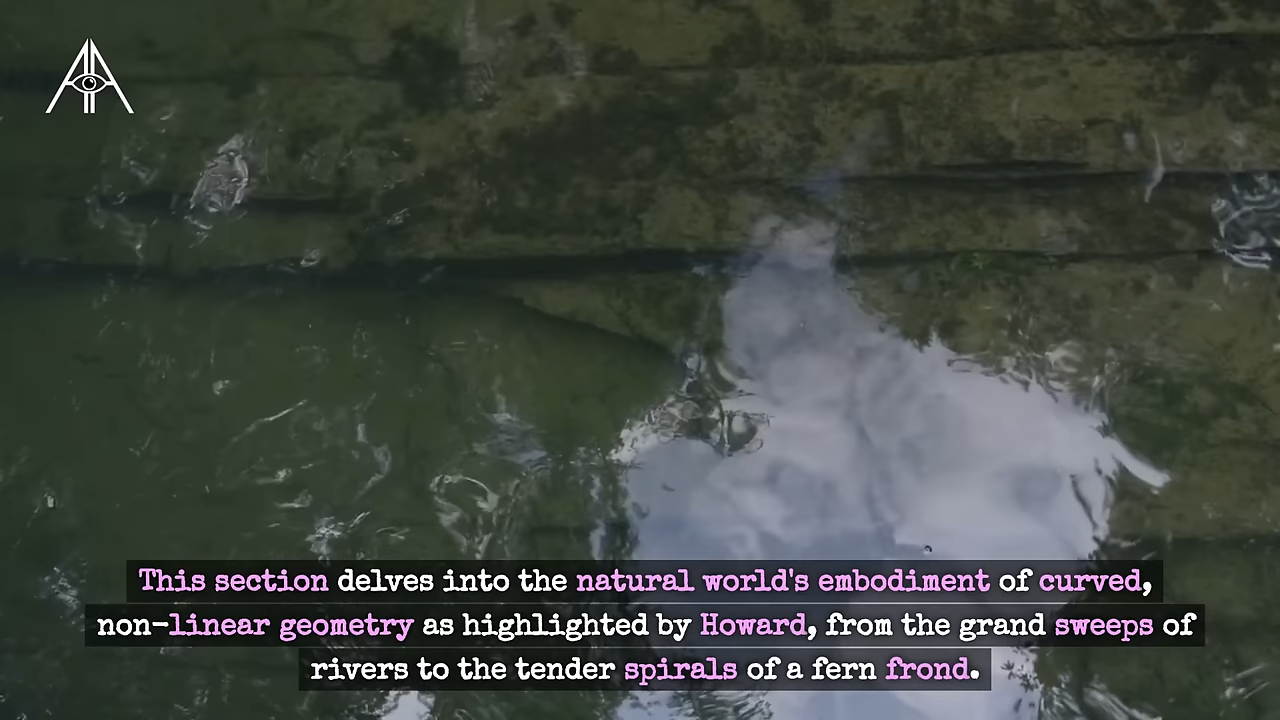 This section delves into the natural world's embodiment of curved,
non-linear geometry as highlighted by Howard, from the grand sweeps of
rivers to the tender spirals of a fern frond.